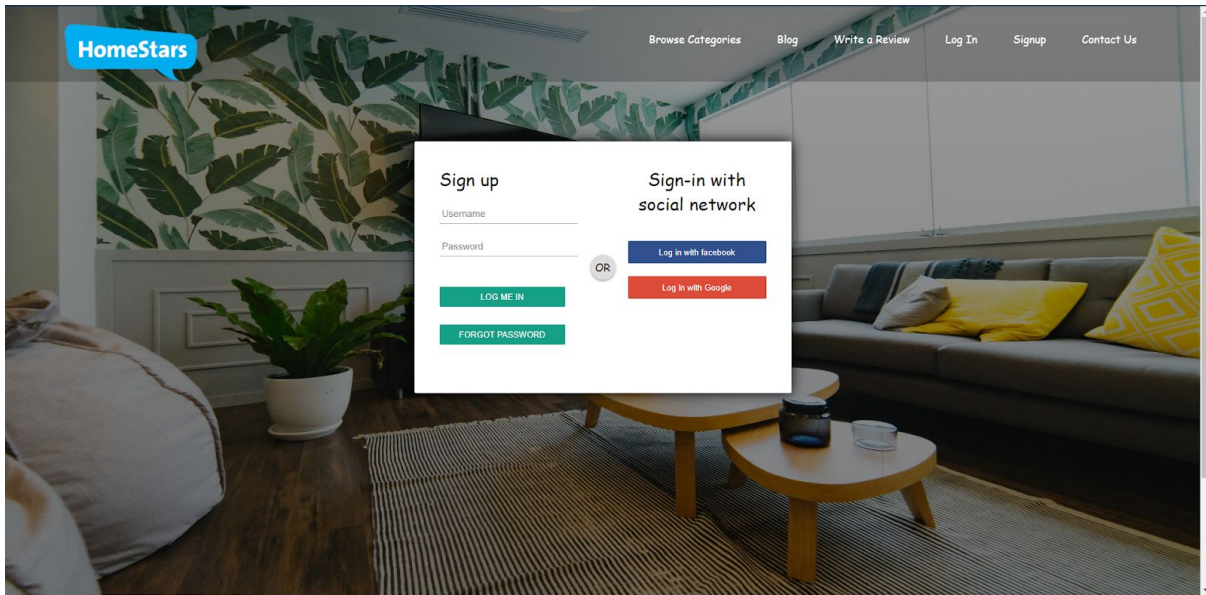 HomeStars
Browse Categories Blog Write a Review Log In Signup Contact Us
Sign up
Username
Password
LOG ME IN
FORGOT PASSWORD
OR
Sign-in with
social network
Log in with facebook
Log in with Google